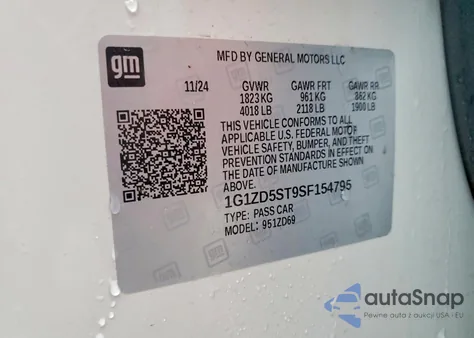 gm
MFD BY GENERAL MOTORS LLC
11/24 GVWR GAWR FRT GAWR RR
1823 KG 961 KG 862 KG
4018 LB 2118 LB 1900 LB
THIS VEHICLE CONFORMS TO ALL
APPLICABLE U.S. FEDERAL MOTOR
VEHICLE SAFETY, BUMPER, AND THEFT
PREVENTION STANDARDS IN EFFECT ON
THE DATE OF MANUFACTURE SHOWN
ABOVE.
1G1ZD5ST9SF154795
TYPE: PASS CAR
MODEL: 951ZD69
autoSnap
Pewne auta z aukcji USA i EU